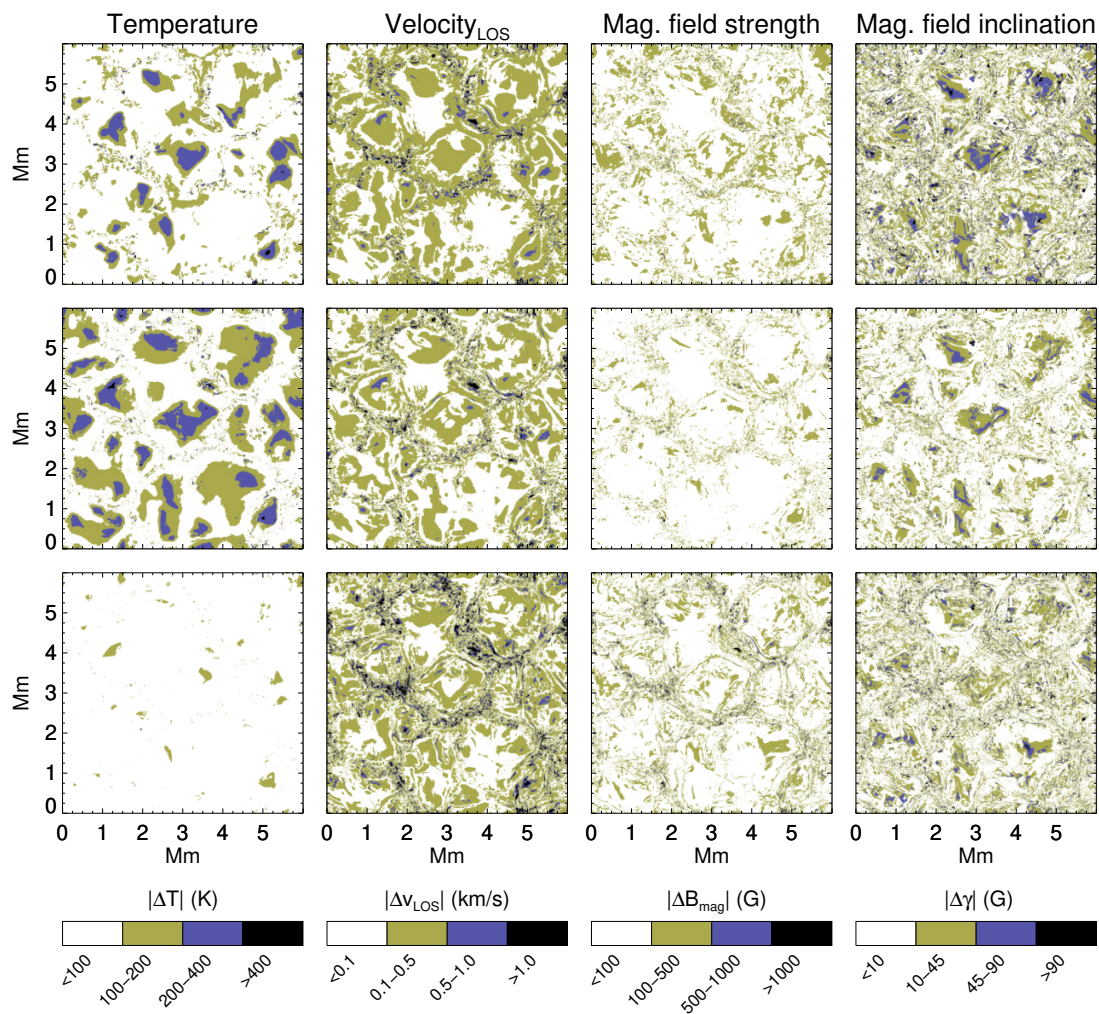 Temperature Velocity_LOS Mag. field strength Mag. field inclination
5
4
3
2
1
0
Mm
5
4
3
2
1
0
Mm
5
4
3
2
1
0
Mm
0 1 2 3 4 5 0 1 2 3 4 5 0 1 2 3 4 5 0 1 2 3 4 5
Mm Mm Mm Mm
|ΔT| (K) |Δv_LOS| (km/s) |ΔB_mag| (G) |Δγ| (G)
<100 100−200 200−400 >400 <0.1 0.1−0.5 0.5−1.0 >1.0 <100 100−500 500−1000 >1000 <10 10−45 45−90 >90